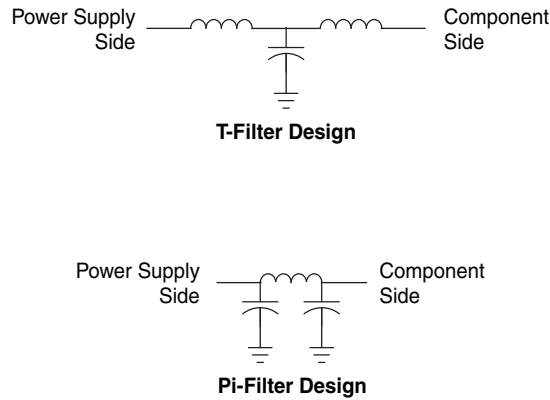 Power Supply
Side
Component
Side
T-Filter Design
Power Supply
Side
Component
Side
Pi-Filter Design